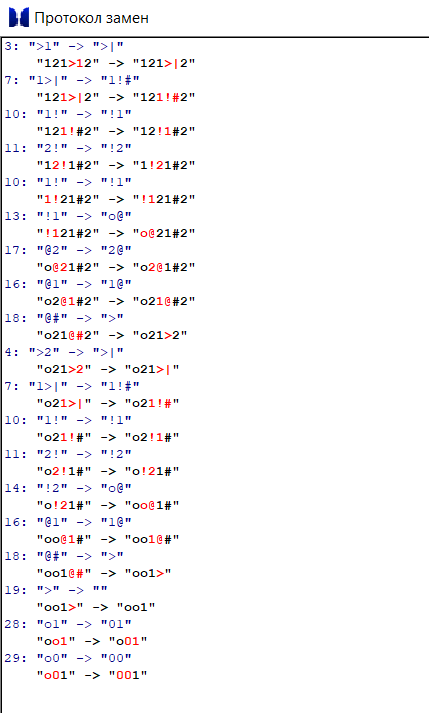 Протокол замен
3: ">1" -> ">|"
"121>12" -> "121>|2"
7: "1>|" -> "1!#"
"121>|2" -> "121!#2"
10: "1!" -> "!1"
"121!#2" -> "12!1#2"
11: "2!" -> "!2"
"12!1#2" -> "1!21#2"
10: "1!" -> "!1"
"1!21#2" -> "!121#2"
13: "!1" -> "o@"
"!121#2" -> "o@21#2"
17: "@2" -> "2@"
"o@21#2" -> "o2@1#2"
16: "@1" -> "1@"
"o2@1#2" -> "o21@#2"
18: "@#" -> ">"
"o21@#2" -> "o21>2"
4: ">2" -> ">|"
"o21>2" -> "o21>|"
7: "1>|" -> "1!#"
"o21>|" -> "o21!#"
10: "1!" -> "!1"
"o21!#" -> "o2!1#"
11: "2!" -> "!2"
"o2!1#" -> "o!21#"
14: "!2" -> "o@"
"o!21#" -> "oo@1#"
16: "@1" -> "1@"
"oo@1#" -> "oo1@#"
18: "@#" -> ">"
"oo1@#" -> "oo1>"
19: ">" -> ""
"oo1>" -> "oo1"
28: "o1" -> "01"
"oo1" -> "o01"
29: "o0" -> "00"
"o01" -> "001"